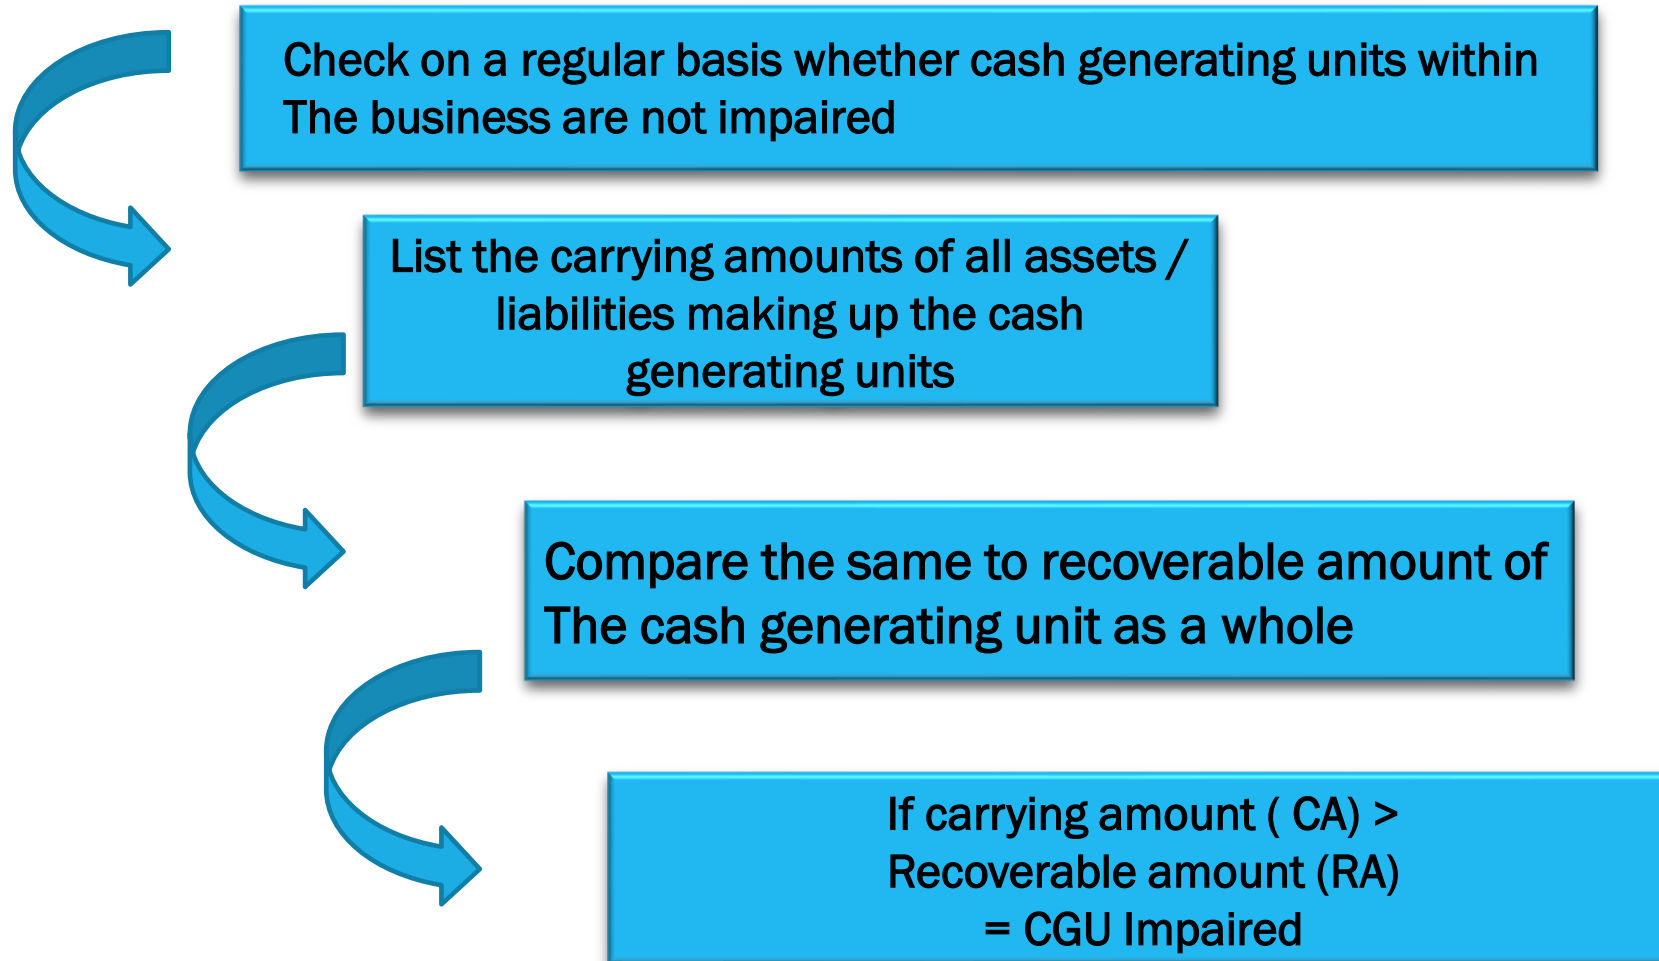 Check on a regular basis whether cash generating units within
The business are not impaired
List the carrying amounts of all assets /
liabilities making up the cash
generating units
Compare the same to recoverable amount of
The cash generating unit as a whole
If carrying amount ( CA) >
Recoverable amount (RA)
= CGU Impaired